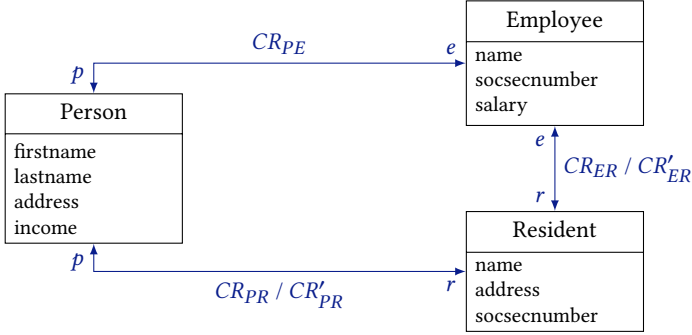 Employee
name
socsecnumber
salary
CR_PE
p
e
Person
firstname
lastname
address
income
e
CR_ER / CR′_ER
r
Resident
name
address
socsecnumber
p
CR_PR / CR′_PR
r